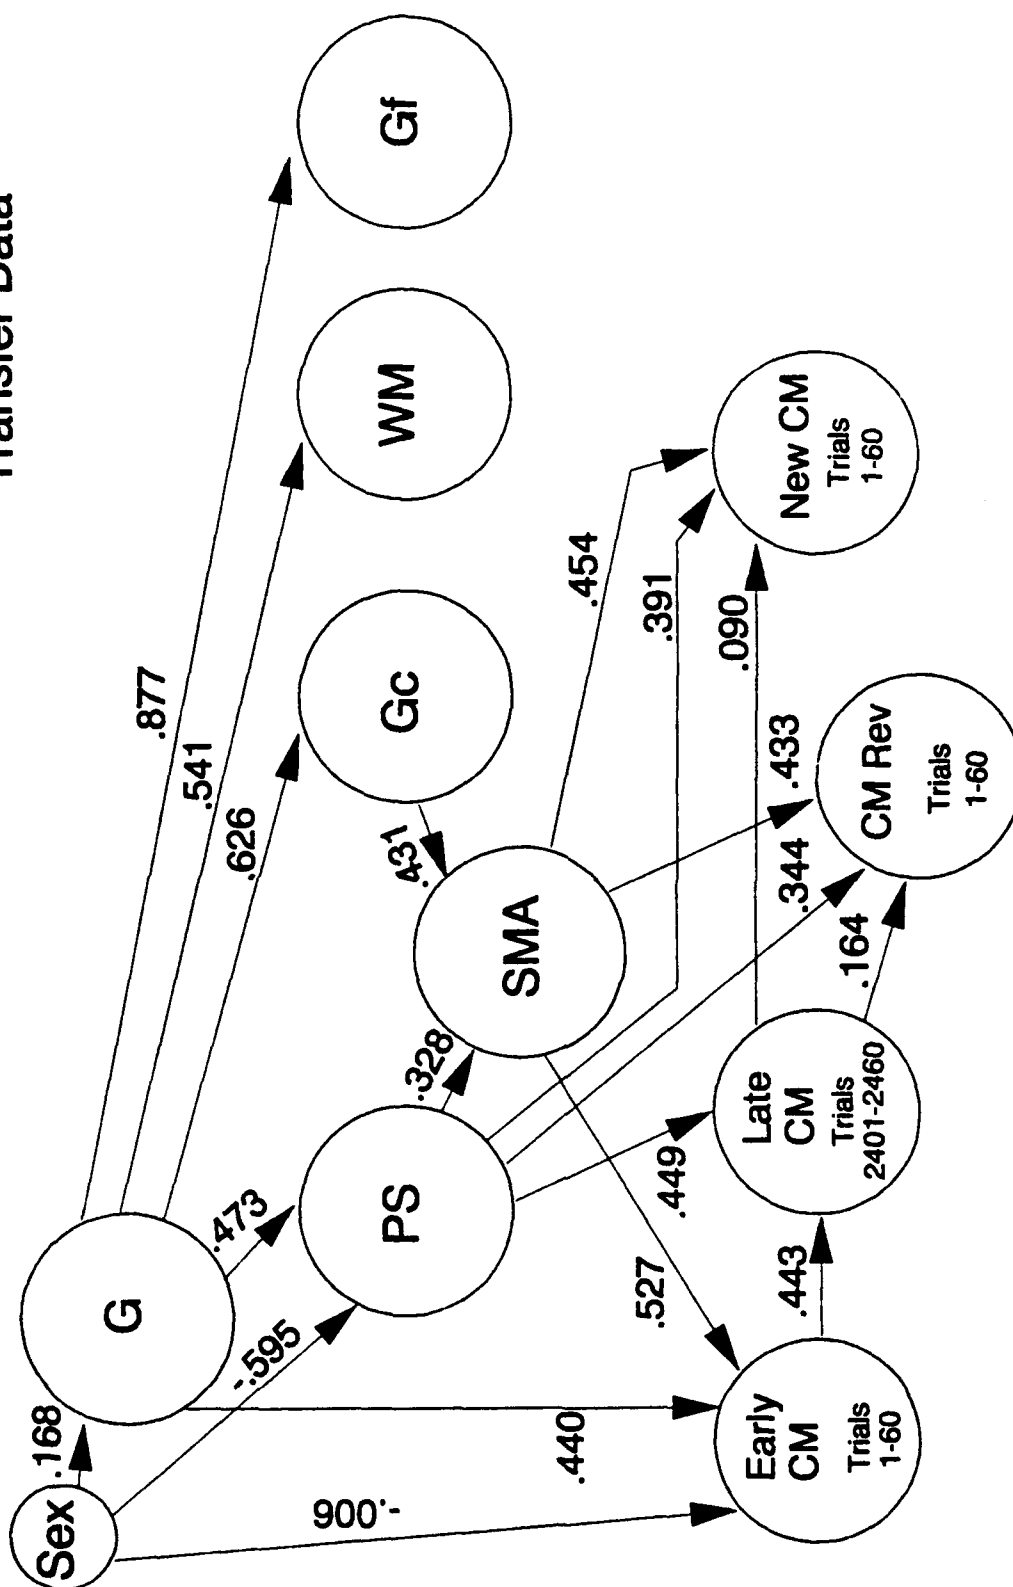 Transfer Data
Sex
.168
G
.877
.541
.626
.473
-.595
-.006
.440
PS
Gc
WM
Gf
.328
.431
SMA
.454
.391
.090
.433
.344
.164
.449
.527
.443
Early
CM
Trials
1-60
Late
CM
Trials
2401-2460
CM Rev
Trials
1-60
New CM
Trials
1-60